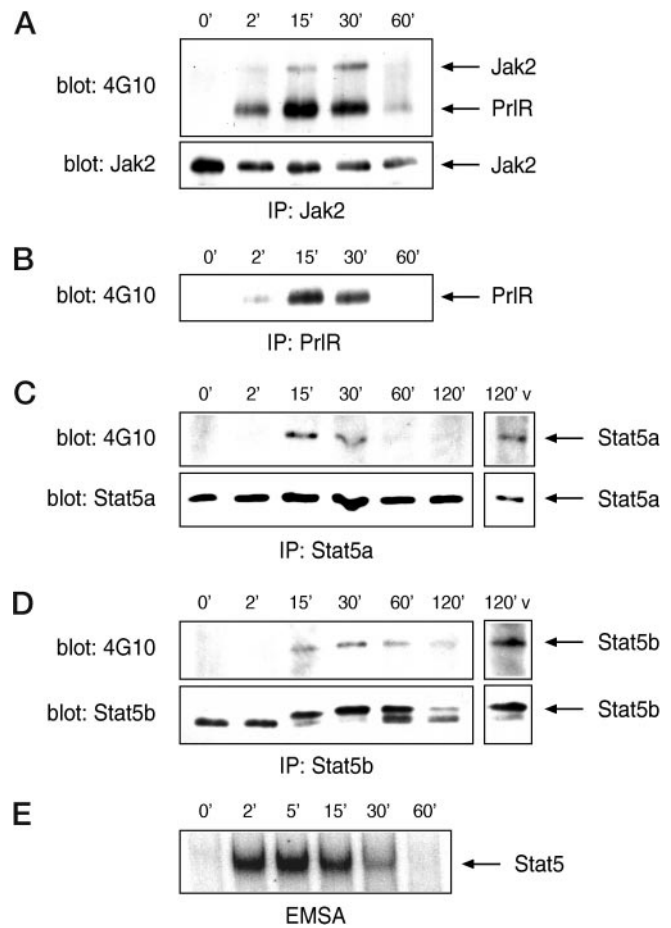 A
0' 2' 15' 30' 60'
blot: 4G10
Jak2
PrlR
blot: Jak2
Jak2
IP: Jak2
B
0' 2' 15' 30' 60'
blot: 4G10
PrlR
IP: PrlR
C
0' 2' 15' 30' 60' 120' 120' v
blot: 4G10
Stat5a
blot: Stat5a
Stat5a
IP: Stat5a
D
0' 2' 15' 30' 60' 120' 120' v
blot: 4G10
Stat5b
blot: Stat5b
Stat5b
IP: Stat5b
E
0' 2' 5' 15' 30' 60'
Stat5
EMSA